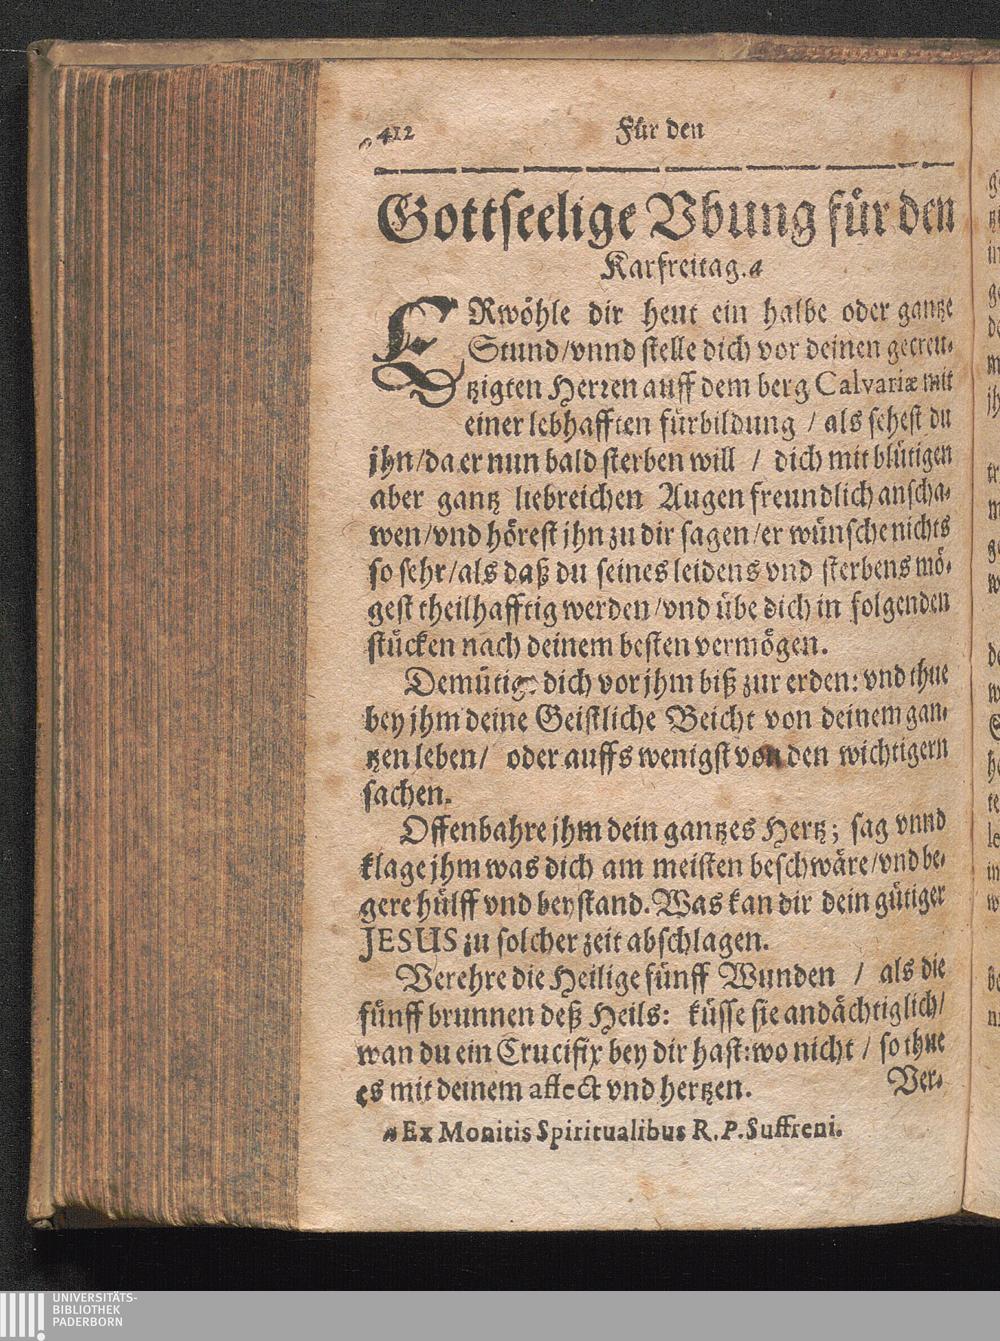 412 Für den
Gottseelige Vbung für den
Karfreitag.a
ERwöhle dir heut ein halbe oder gantze
Stund/vnnd stelle dich vor deinen gecreu-
tzigten Herren auff dem berg Calvariæ mit
einer lebhafften fürbildung / als sehest du
jhn/da er nun bald sterben will / dich mit blütigen
aber gantz liebreichen Augen freundlich anscha-
wen/vnd hörest jhn zu dir sagen/er wünsche nichts
so sehr/als daß du seines leidens vnd sterbens mö-
gest theilhafftig werden/vnd übe dich in folgenden
stücken nach deinem besten vermögen.
Demütige dich vor jhm biß zur erden: vnd thue
bey jhm deine Geistliche Beicht von deinem gan-
tzen leben/ oder auffs wenigst von den wichtigern
sachen.
Offenbahre jhm dein gantzes Hertz; sag vnnd
klage jhm was dich am meisten beschwäre/vnd be-
gere hülff vnd beystand. Was kan dir dein gütiger
JESUS zu solcher zeit abschlagen.
Verehre die Heilige fünff Wunden / als die
fünff brunnen deß Heils: küsse sie andächtiglich/
wan du ein Crucifix bey dir hast: wo nicht / so thue
es mit deinem affect vnd hertzen.
Ver-
a Ex Monitis Spiritualibus R. P. Suffreni.
UNIVERSITÄTS-
BIBLIOTHEK
PADERBORN